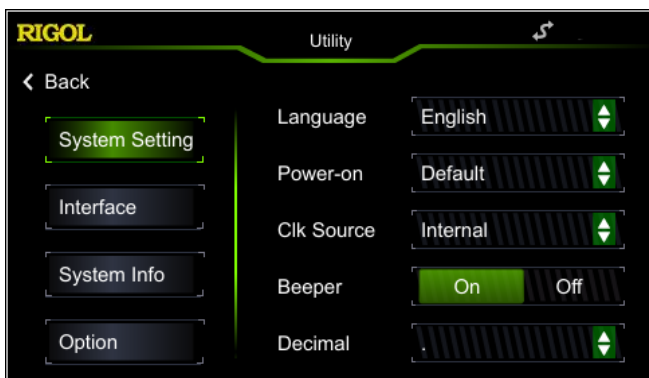 RIGOL
Utility
Back
System Setting
Interface
System Info
Option
Language English
Power-on Default
Clk Source Internal
Beeper On Off
Decimal .